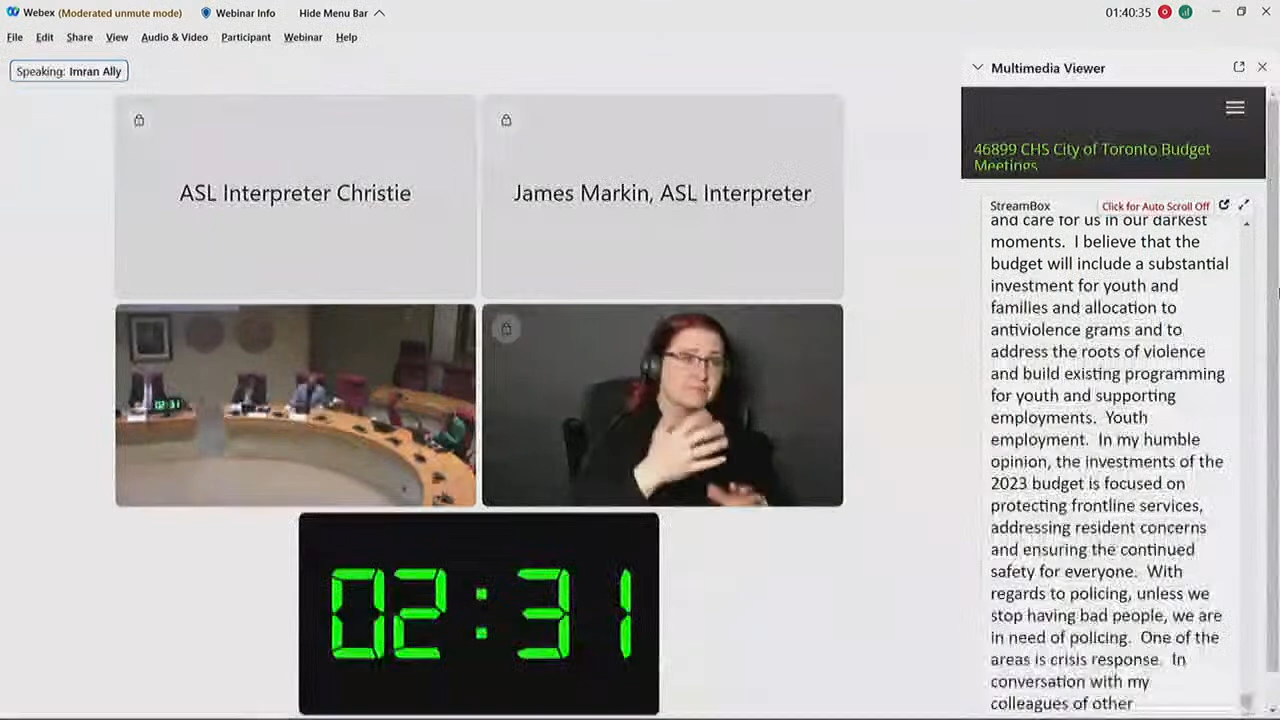 Webex (Moderated unmute mode) Webinar Info Hide Menu Bar 01:40:35
File Edit Share View Audio & Video Participant Webinar Help
Speaking: Imran Ally
ASL Interpreter Christie
James Markin, ASL Interpreter
02:31
02:31
Multimedia Viewer
46899 CHS City of Toronto Budget
Meetings
StreamBox Click for Auto Scroll Off
and care for us in our darkest
moments. I believe that the
budget will include a substantial
investment for youth and
families and allocation to
antiviolence grams and to
address the roots of violence
and build existing programming
for youth and supporting
employments. Youth
employment. In my humble
opinion, the investments of the
2023 budget is focused on
protecting frontline services,
addressing resident concerns
and ensuring the continued
safety for everyone. With
regards to policing, unless we
stop having bad people, we are
in need of policing. One of the
areas is crisis response. In
conversation with my
colleagues of other